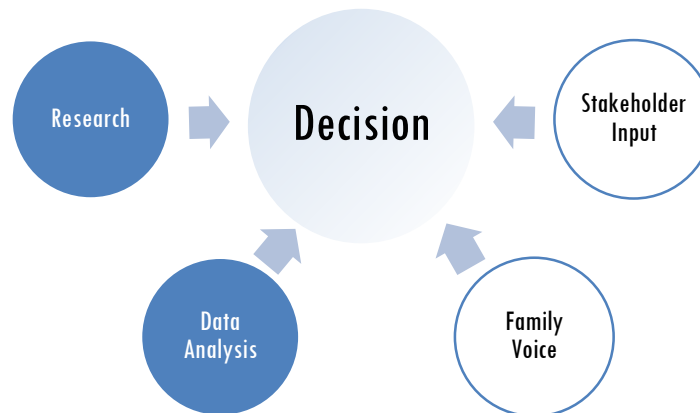 Research
Decision
Stakeholder
Input
Data
Analysis
Family
Voice